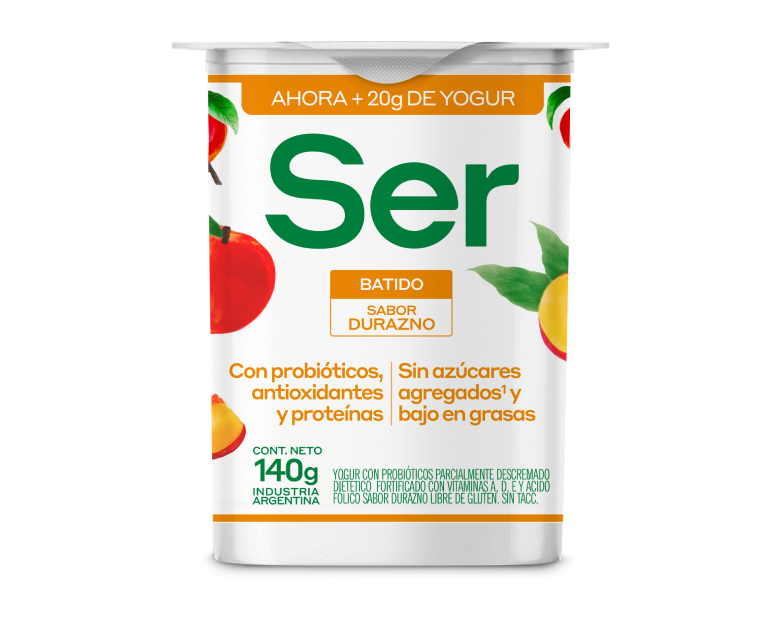 AHORA + 20g DE YOGUR
Ser
BATIDO
SABOR
DURAZNO
Con probióticos,
antioxidantes
y proteínas
Sin azúcares
agregados¹ y
bajo en grasas
CONT. NETO
140g
INDUSTRIA
ARGENTINA
YOGUR CON PROBIÓTICOS PARCIALMENTE DESCREMADO
DIETETICO FORTIFICADO CON VITAMINAS A, D, E Y ACIDO
FOLICO SABOR DURAZNO LIBRE DE GLUTEN. SIN TACC.